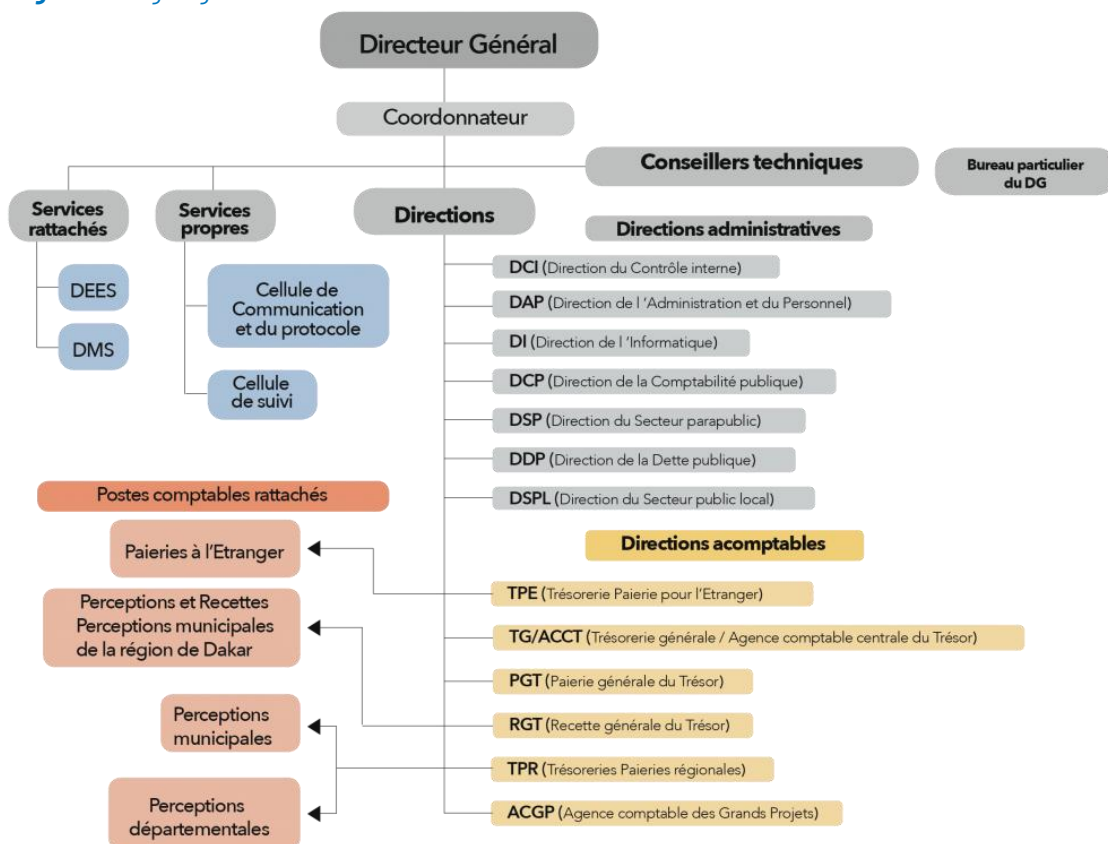 Directeur Général
Coordonnateur
Conseillers techniques
Bureau particulier
du DG
Services
rattachés
Services
propres
Directions
Directions administratives
DEES
DMS
Cellule de
Communication
et du protocole
Cellule
de suivi
DCI (Direction du Contrôle interne)
DAP (Direction de l 'Administration et du Personnel)
DI (Direction de l 'Informatique)
DCP (Direction de la Comptabilité publique)
DSP (Direction du Secteur parapublic)
DDP (Direction de la Dette publique)
DSPL (Direction du Secteur public local)
Postes comptables rattachés
Paieries à l'Etranger
Perceptions et Recettes
Perceptions municipales
de la région de Dakar
Perceptions
municipales
Perceptions
départementales
Directions acomptables
TPE (Trésorerie Paierie pour l'Etranger)
TG/ACCT (Trésorerie générale / Agence comptable centrale du Trésor)
PGT (Paierie générale du Trésor)
RGT (Recette générale du Trésor)
TPR (Trésoreries Paieries régionales)
ACGP (Agence comptable des Grands Projets)